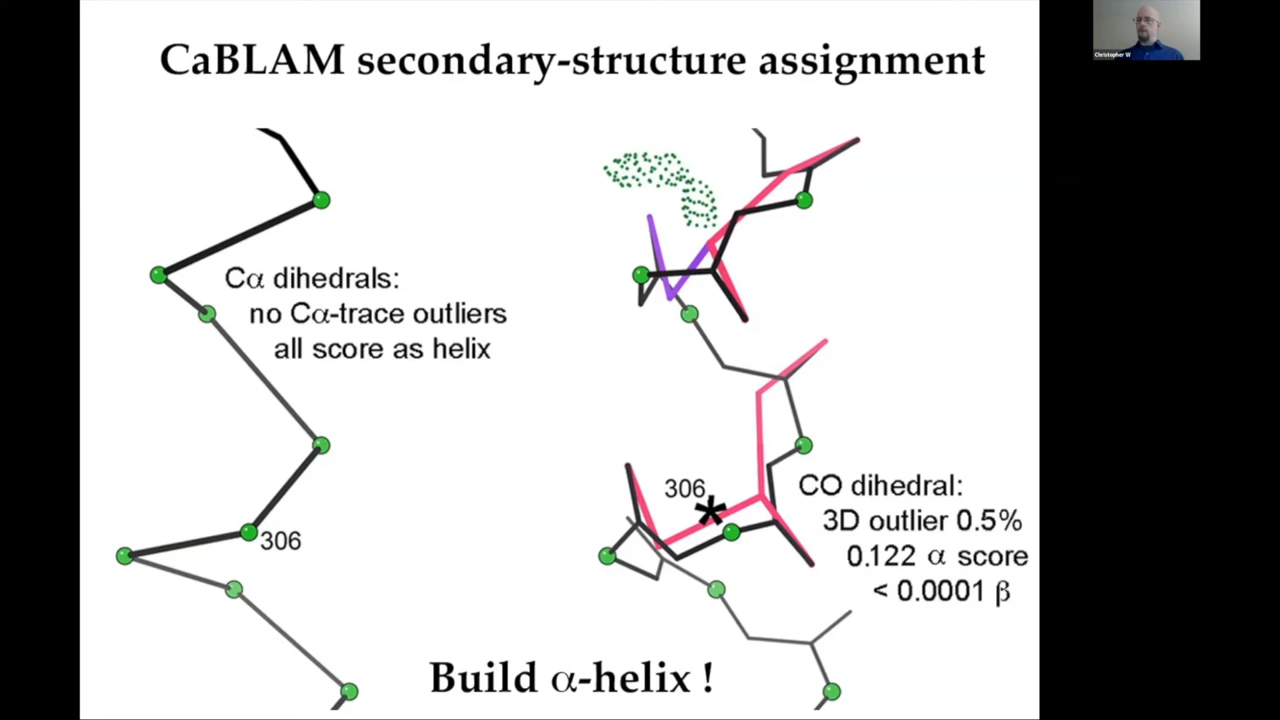 CaBLAM secondary-structure assignment
Christopher W
Cα dihedrals:
no Cα-trace outliers
all score as helix
306
306
*
CO dihedral:
3D outlier 0.5%
0.122 α score
< 0.0001 β
Build α-helix !